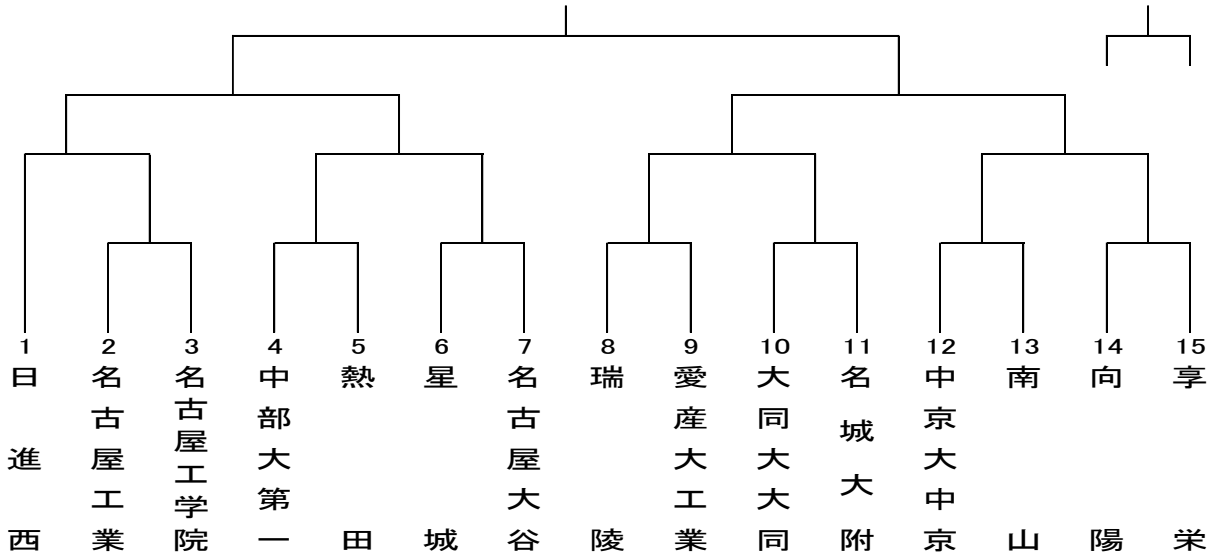 1 2 3 4 5 6 7 8 9 10 11 12 13 14 15
日進西
名古屋工業
名古屋工学院
中部大第一
熱田
星城
名古屋大谷
瑞陵
愛産大工業
大同大大同
名城大附
中京大中京
南山
向陽
享栄